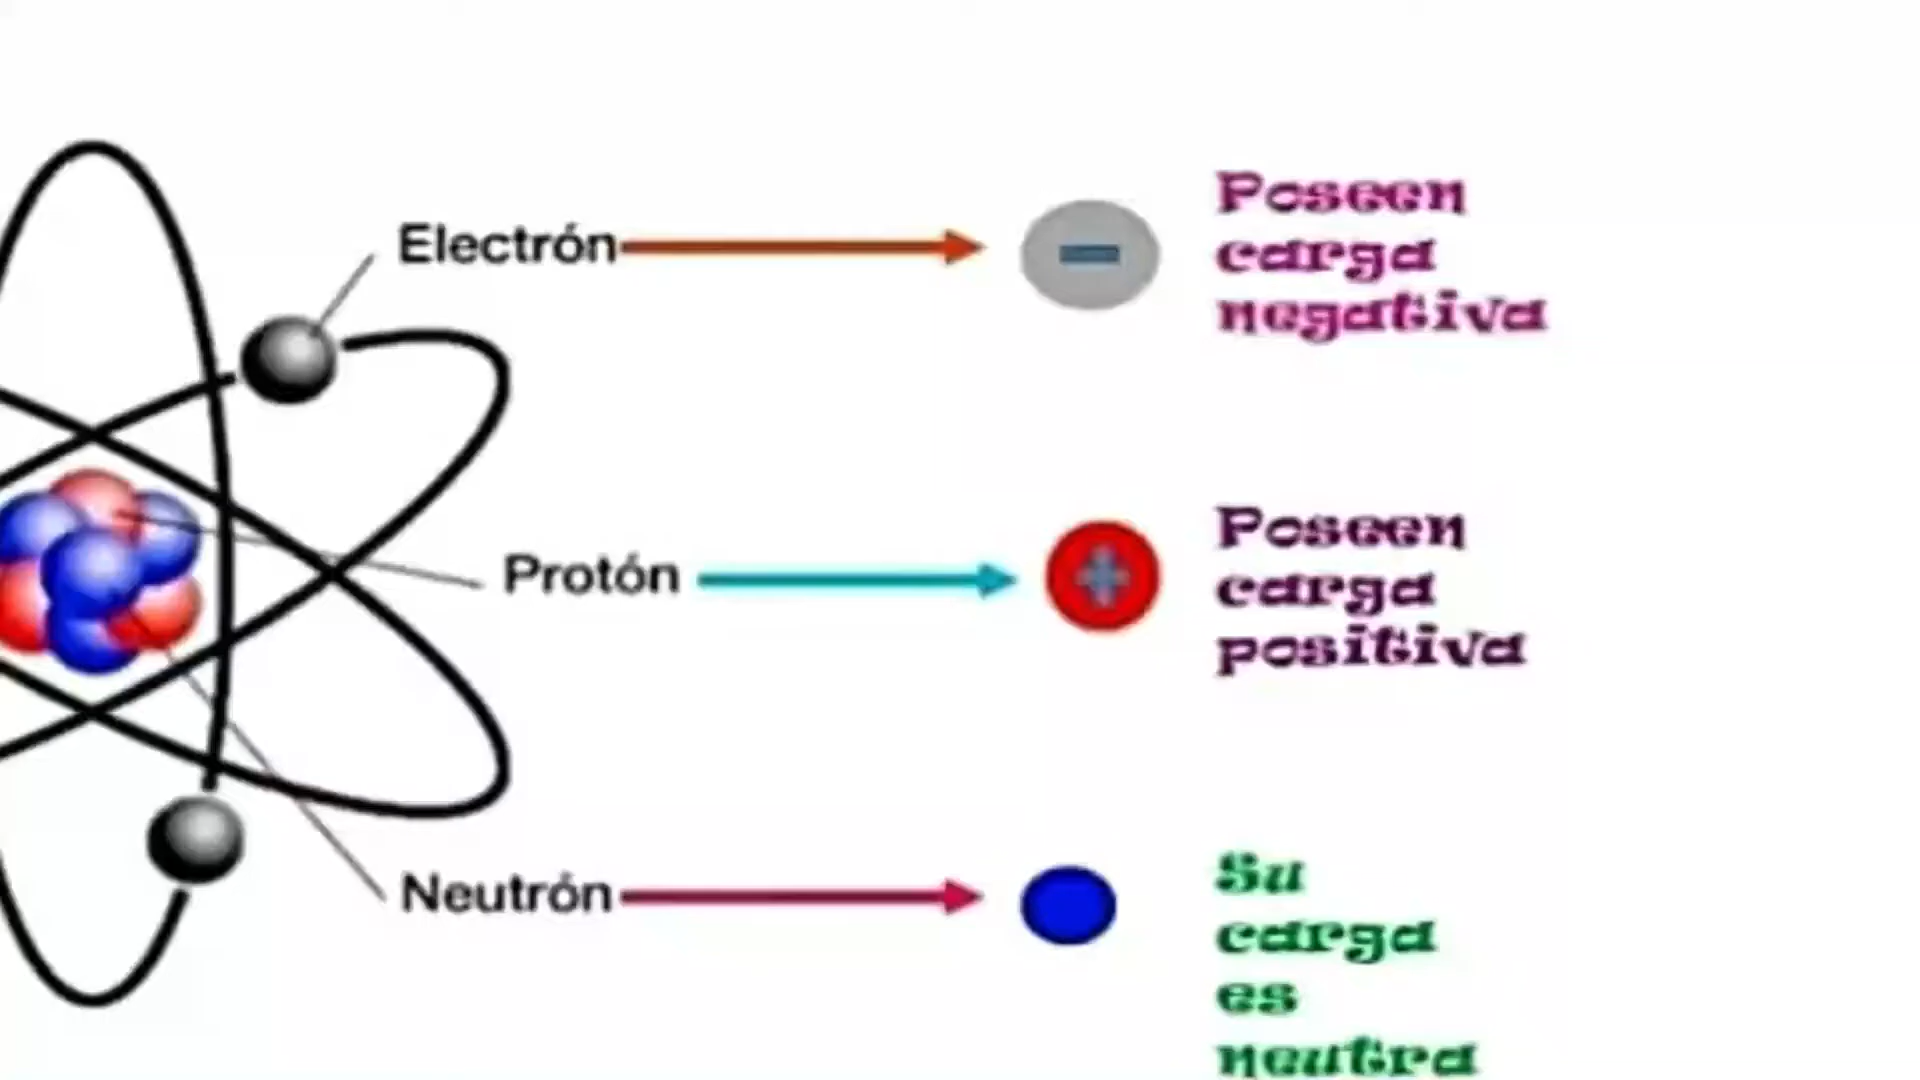 Electrón
Poseen
carga
negativa
Protón
Poseen
carga
positiva
Neutrón
Su
carga
es
neutra